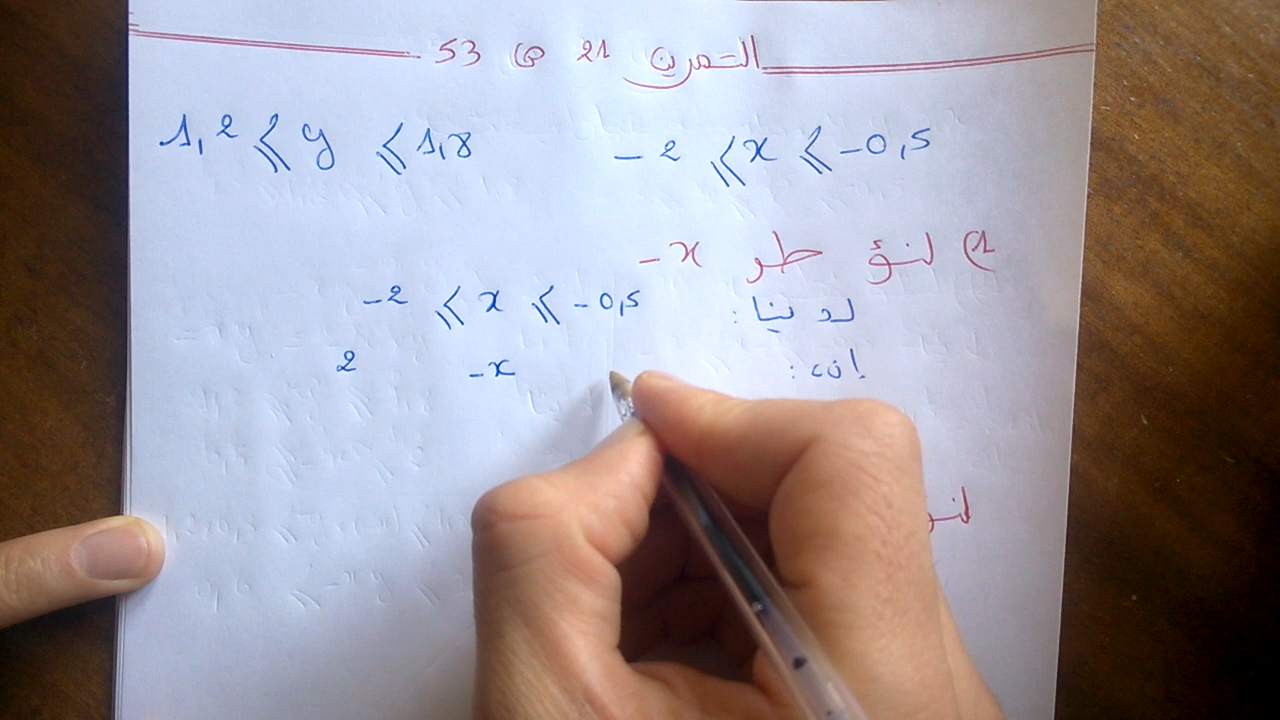 التمرين 21 ص 53
-2 ⩽ x ⩽ -0,5   1,2 ⩽ y ⩽ 1,8
1) لنؤطر -x
لدينا: -2 ⩽ x ⩽ -0,5
إذن: 2   -x